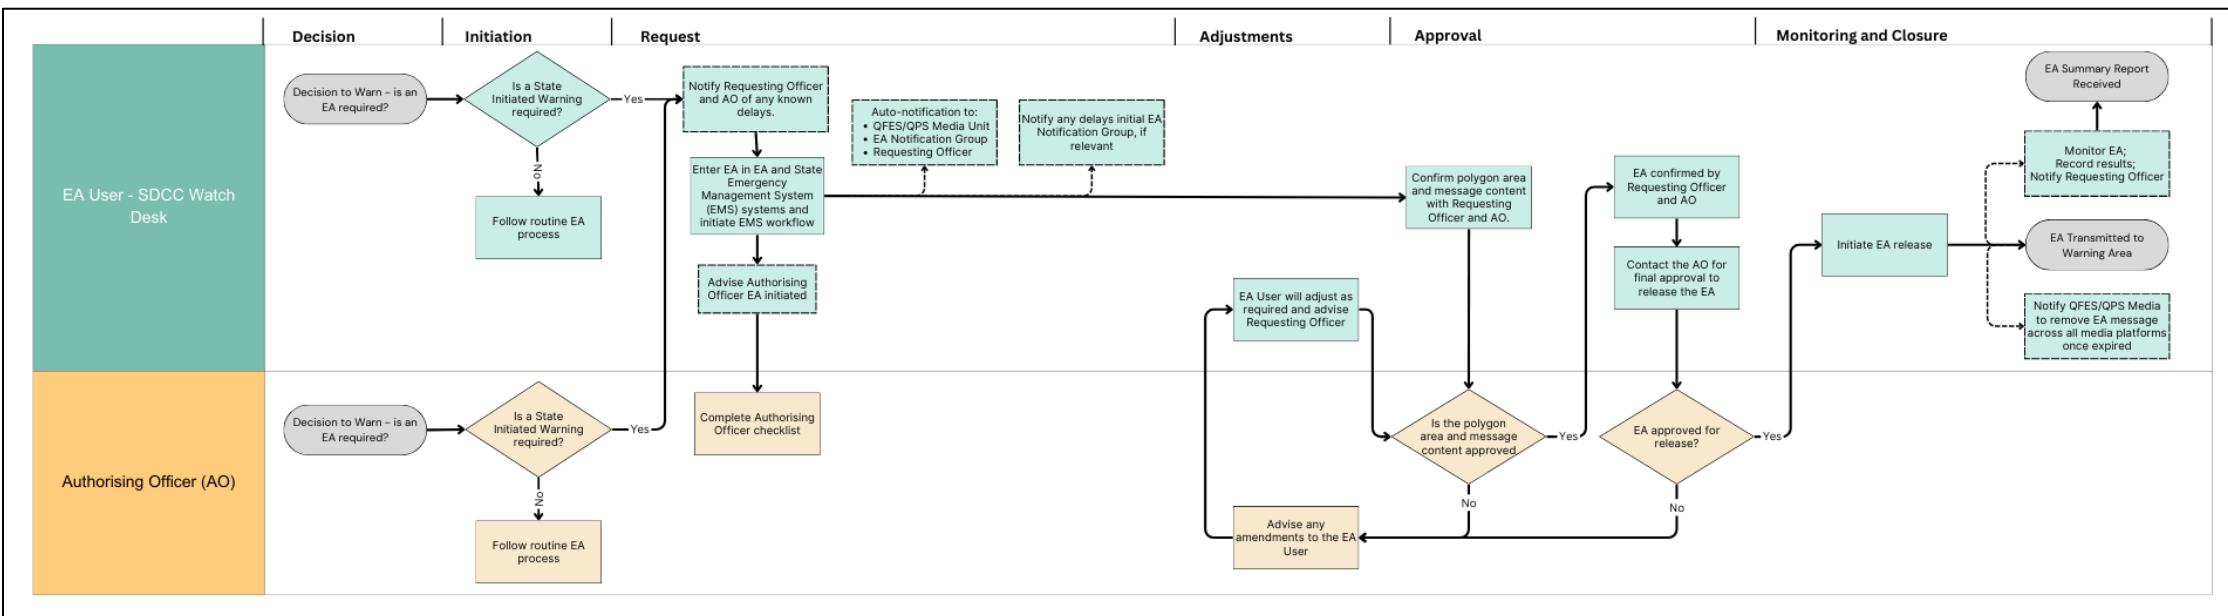 Decision
Initiation
Request
Adjustments
Approval
Monitoring and Closure
EA User - SDCC Watch
Desk
Decision to Warn – is an
EA required?
Is a State
Initiated Warning
required?
Yes
No
Follow routine EA
process
Notify Requesting Officer
and AO of any known
delays.
Enter EA in EA and State
Emergency
Management System
(EMS) systems and
initiate EMS workflow
Advise Authorising
Officer EA initiated
Auto-notification to:
• QFES/QPS Media Unit
• EA Notification Group
• Requesting Officer
Notify any delays initial EA
Notification Group, if
relevant
EA User will adjust as
required and advise
Requesting Officer
Confirm polygon area
and message content
with Requesting
Officer and AO.
EA confirmed by
Requesting Officer
and AO
Contact the AO for
final approval to
release the EA
Initiate EA release
EA Summary Report
Received
Monitor EA;
Record results;
Notify Requesting Officer
EA Transmitted to
Warning Area
Notify QFES/QPS Media
to remove EA message
across all media platforms
once expired
Authorising Officer (AO)
Decision to Warn – is an
EA required?
Is a State
Initiated Warning
required?
Yes
No
Follow routine EA
process
Complete Authorising
Officer checklist
Advise any
amendments to the EA
User
Is the polygon
area and message
content approved
Yes
No
EA approved for
release?
Yes
No